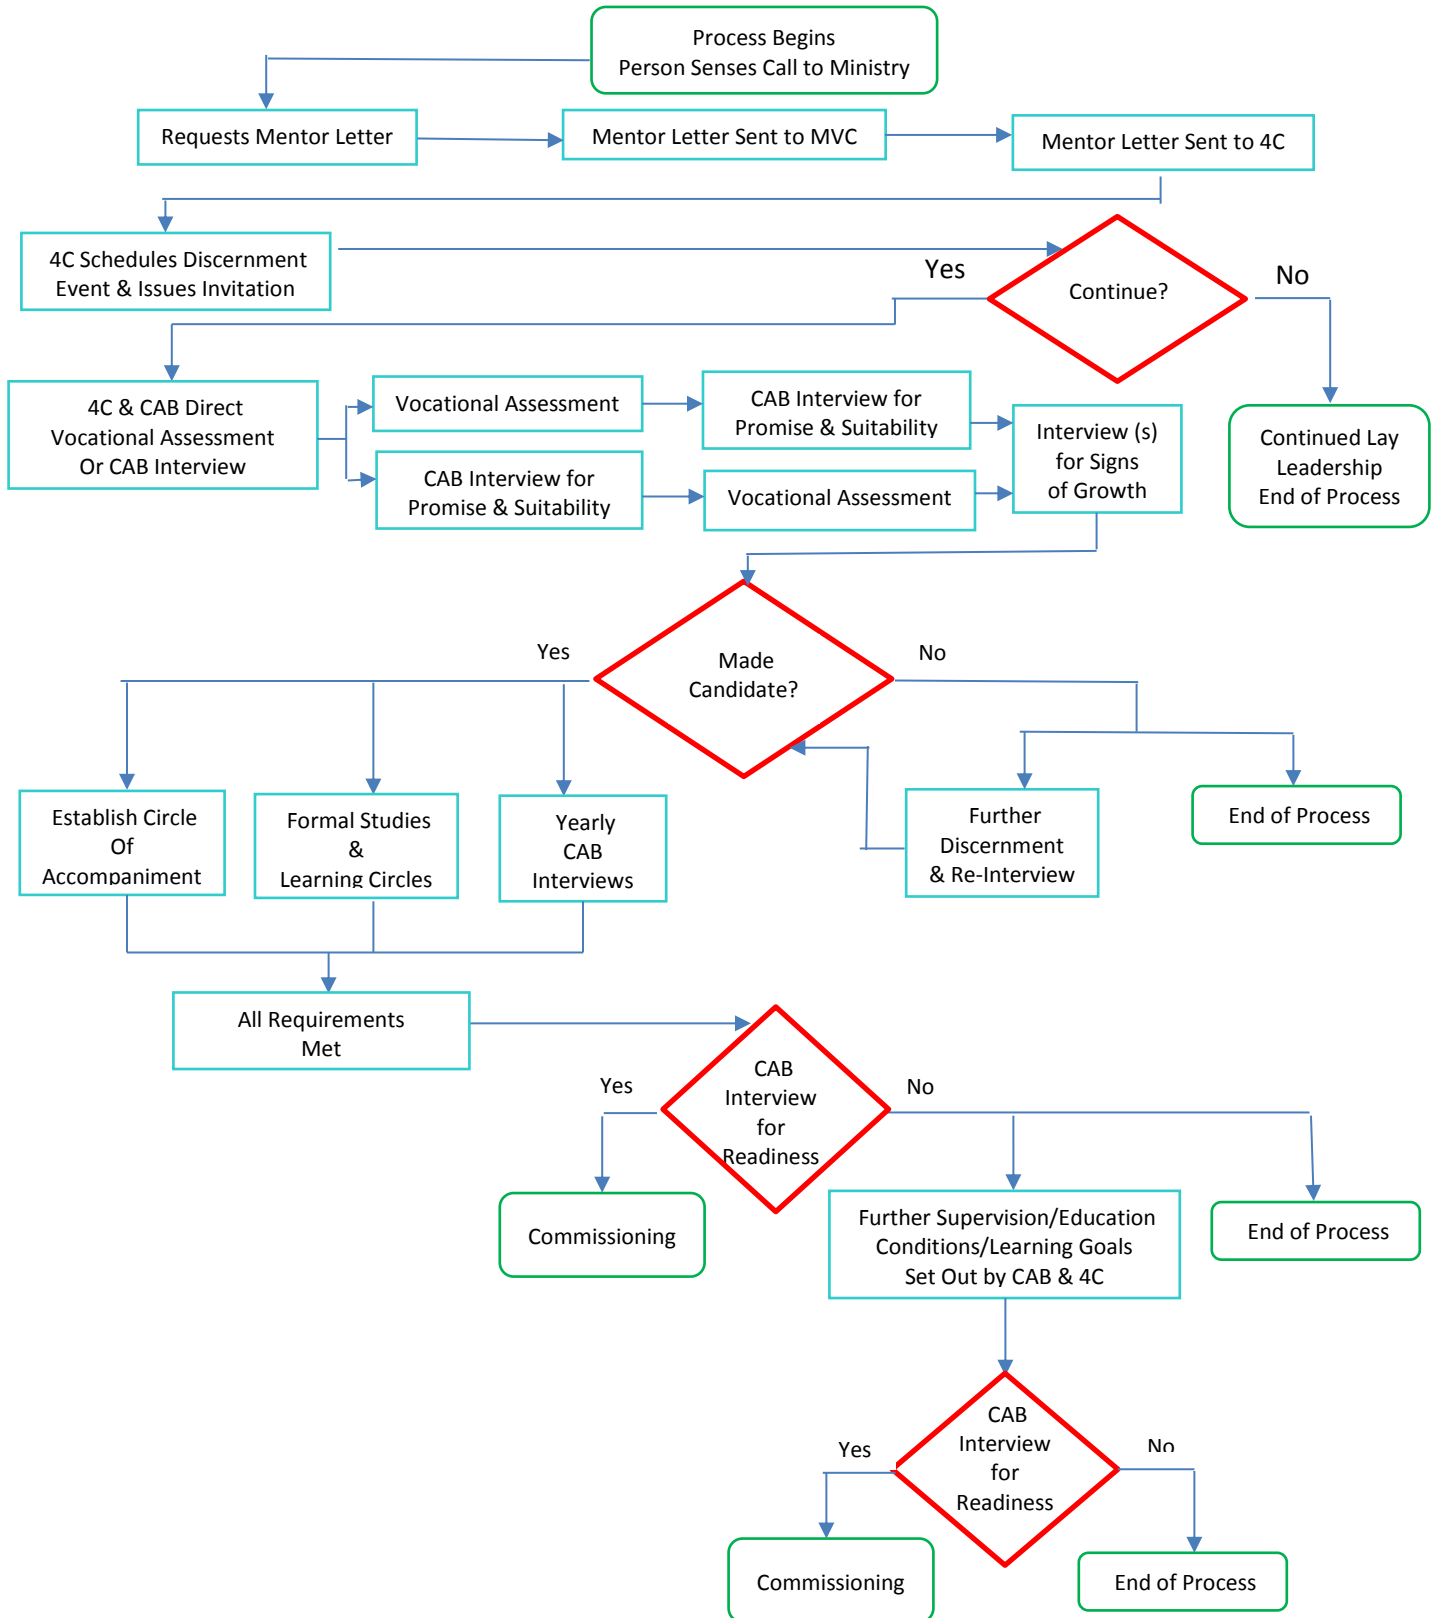 Process Begins
Person Senses Call to Ministry
Requests Mentor Letter
Mentor Letter Sent to MVC
Mentor Letter Sent to 4C
4C Schedules Discernment
Event & Issues Invitation
Yes
Continue?
No
4C & CAB Direct
Vocational Assessment
Or CAB Interview
Vocational Assessment
CAB Interview for
Promise & Suitability
CAB Interview for
Promise & Suitability
Vocational Assessment
Interview (s)
for Signs
of Growth
Continued Lay
Leadership
End of Process
Yes
Made
Candidate?
No
Establish Circle
Of
Accompaniment
Formal Studies
&
Learning Circles
Yearly
CAB
Interviews
Further
Discernment
& Re-Interview
End of Process
All Requirements
Met
Yes
CAB
Interview
for
Readiness
No
Commissioning
Further Supervision/Education
Conditions/Learning Goals
Set Out by CAB & 4C
End of Process
Yes
CAB
Interview
for
Readiness
No
Commissioning
End of Process